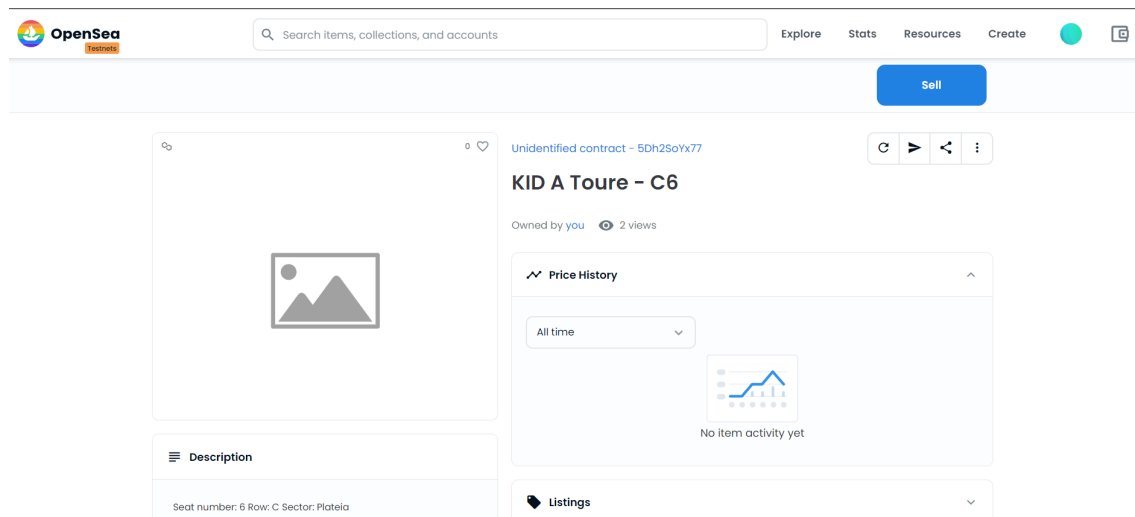 OpenSea
Testnets
Search items, collections, and accounts
Explore
Stats
Resources
Create
Sell
0
Unidentified contract - 5Dh2SoYx77
KID A Toure - C6
Owned by you
2 views
Price History
All time
No item activity yet
Description
Seat number: 6 Row: C Sector: Plateia
Listings